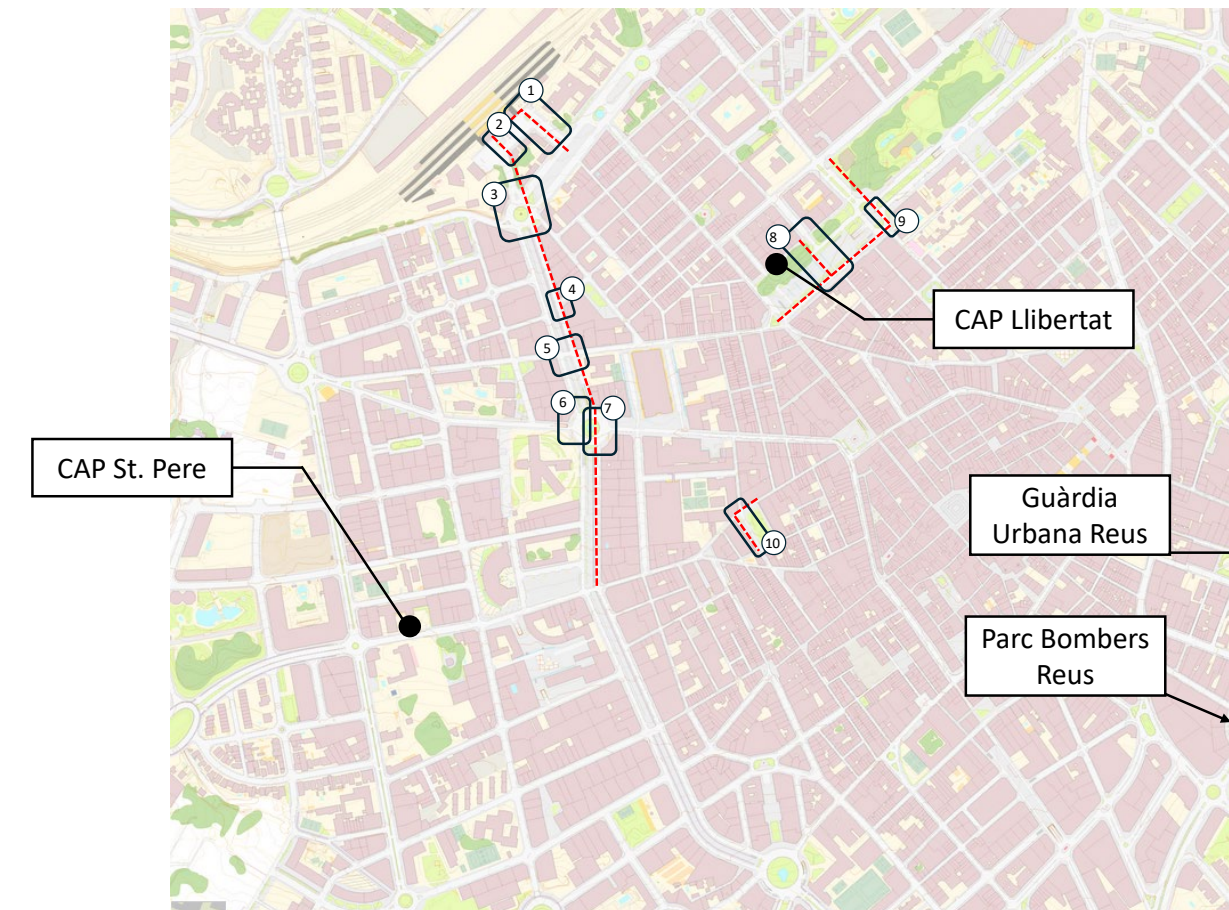 1
2
3
8
9
4
CAP Llibertat
5
6
7
CAP St. Pere
Guàrdia
Urbana Reus
10
Parc Bombers
Reus